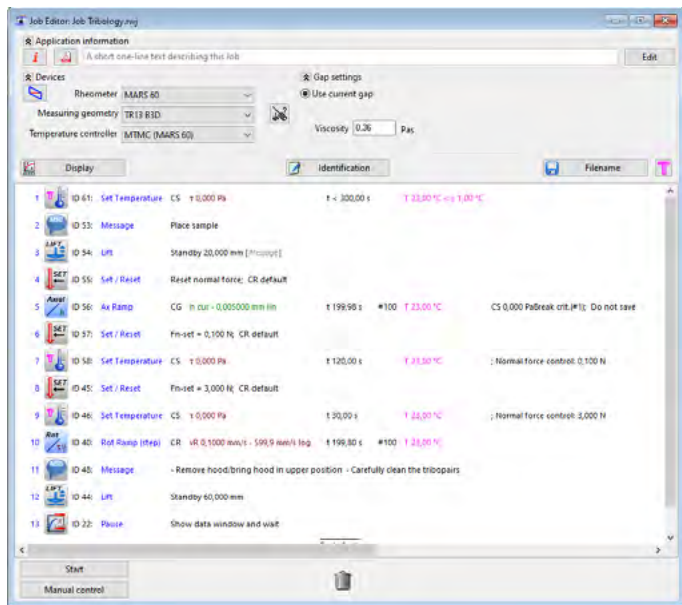 Job Editor: Job Tribology.rwj
Application information
A short one-line text describing this Job
Edit
Devices
Gap settings
Rheometer MARS 60
Use current gap
Measuring geometry TR13 B3D
Viscosity 0.36 Pas
Temperature controller MTMC (MARS 60)
Display Identification Filename
1 ID 61: Set Temperature CS τ 0,000 Pa t < 300,00 s T 23,00 °C <± 1,00 °C
2 ID 53: Message Place sample
3 ID 54: Lift Standby 20,000 mm [Message]
4 ID 55: Set / Reset Reset normal force; CR default
5 ID 56: Ax Ramp CG h cur - 0,005000 mm lin t 199,98 s #100 T 23,00 °C CS 0,000 PaBreak crit.(#1); Do not save
6 ID 57: Set / Reset Fn-set = 0,100 N; CR default
7 ID 58: Set Temperature CS τ 0,000 Pa t 120,00 s T 23,00 °C ; Normal force control: 0,100 N
8 ID 45: Set / Reset Fn-set = 3,000 N; CR default
9 ID 46: Set Temperature CS τ 0,000 Pa t 30,00 s T 23,00 °C ; Normal force control: 3,000 N
10 ID 40: Rot Ramp (step) CR vR 0,1000 mm/s - 599,9 mm/s log t 199,80 s #100 T 23,00 °C
11 ID 48: Message - Remove hood/bring hood in upper position - Carefully clean the tribopairs
12 ID 44: Lift Standby 60,000 mm
13 ID 22: Pause Show data window and wait
Start
Manual control